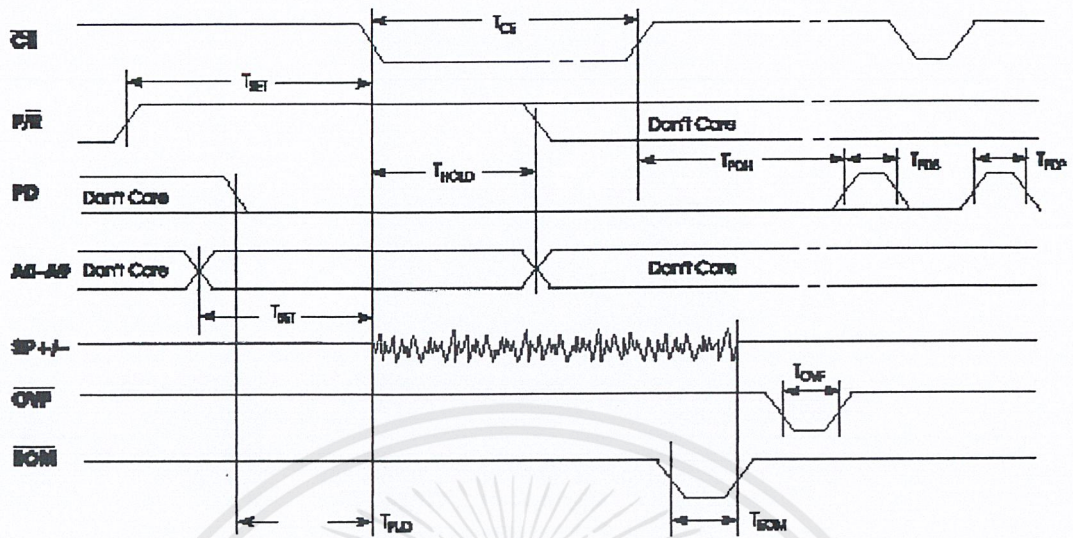 CE
T_CE
T_SET
P/R
Don't Care
T_HOLD
T_PDH
T_PDS
T_PDP
PD
Don't Care
A0–A9
Don't Care
Don't Care
T_SET
SP+/–
T_OVF
OVF
EOM
T_PUD
T_EOM